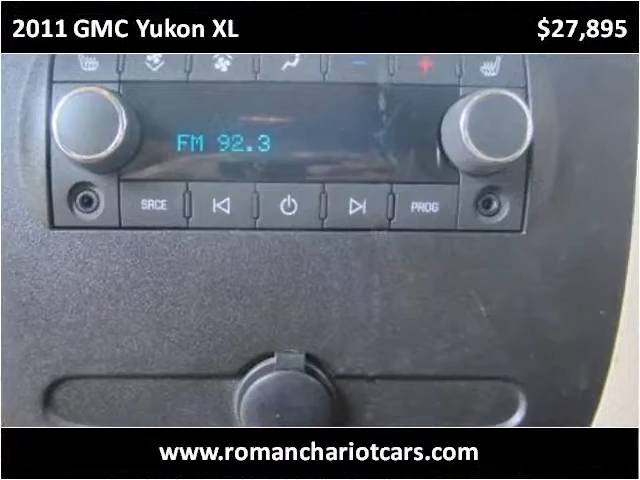 2011 GMC Yukon XL $27,895
FM 92.3
SRCE PROG
www.romanchariotcars.com